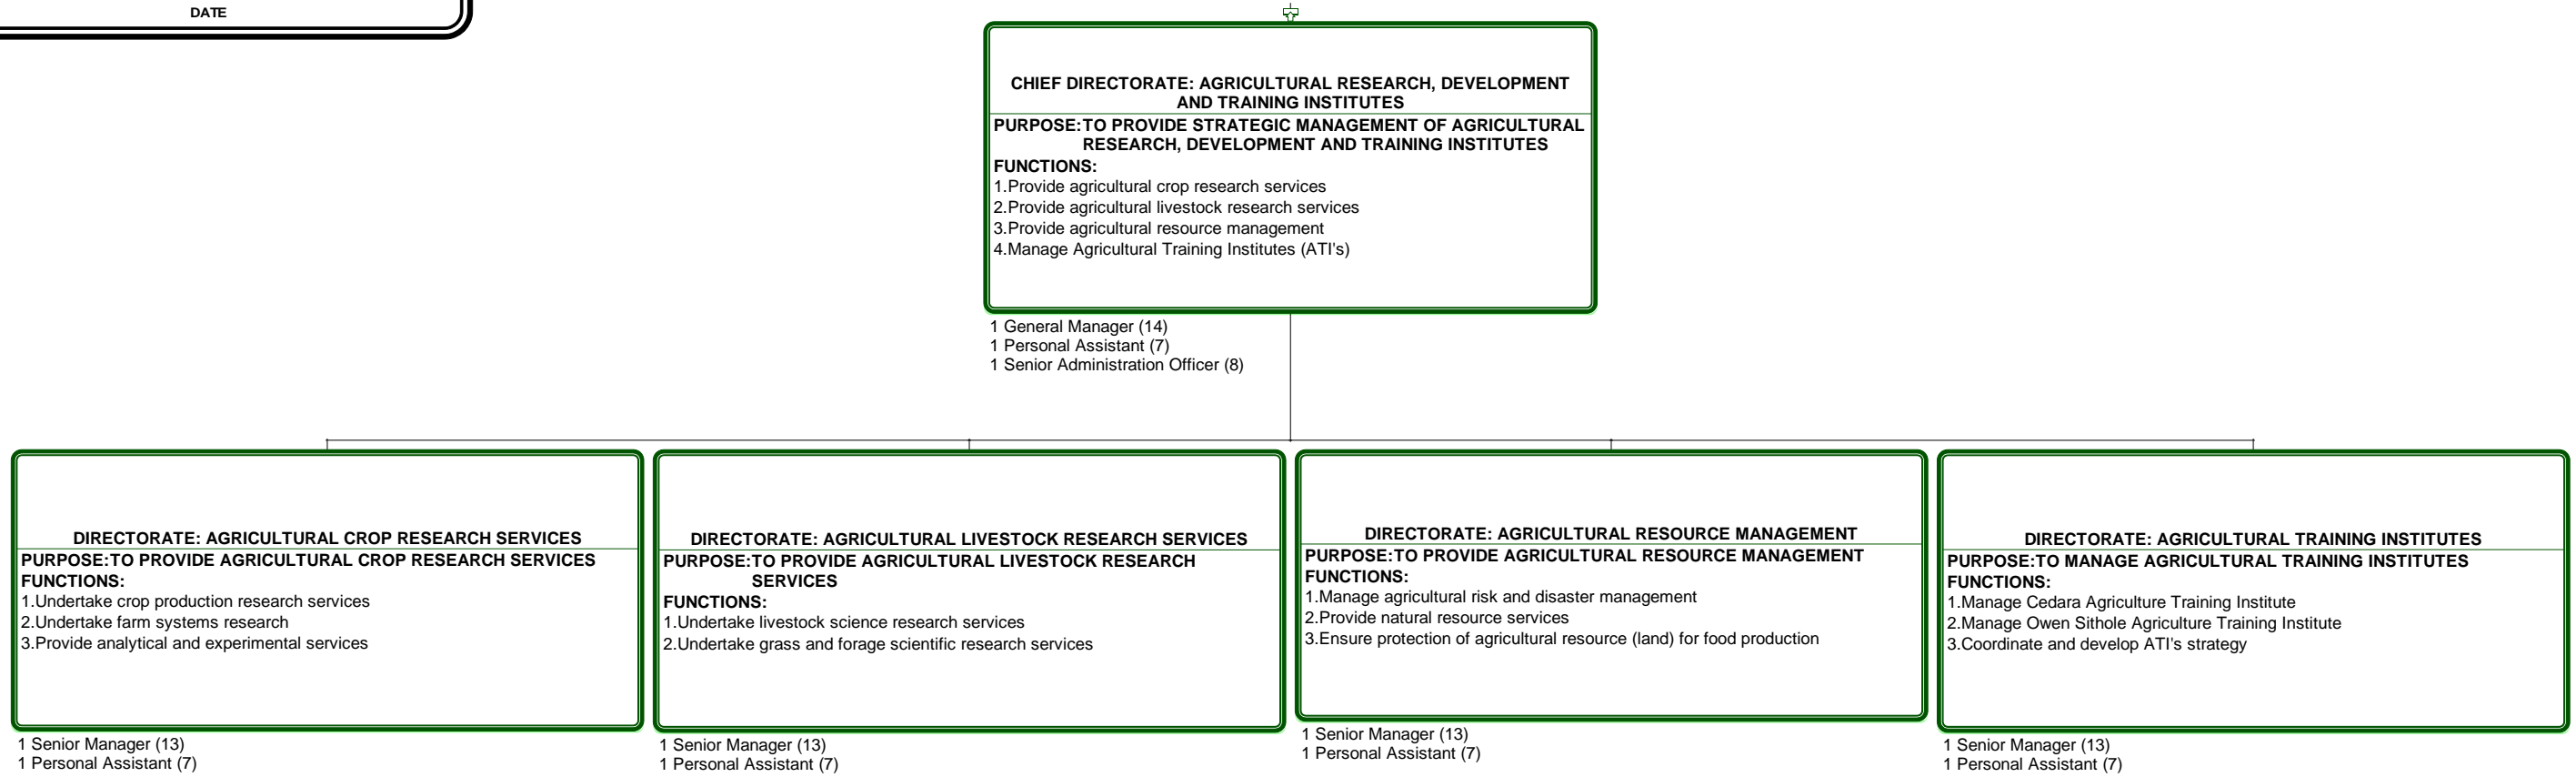 DATE
CHIEF DIRECTORATE: AGRICULTURAL RESEARCH, DEVELOPMENT
AND TRAINING INSTITUTES
PURPOSE:TO PROVIDE STRATEGIC MANAGEMENT OF AGRICULTURAL
RESEARCH, DEVELOPMENT AND TRAINING INSTITUTES
FUNCTIONS:
1.Provide agricultural crop research services
2.Provide agricultural livestock research services
3.Provide agricultural resource management
4.Manage Agricultural Training Institutes (ATI's)
1 General Manager (14)
1 Personal Assistant (7)
1 Senior Administration Officer (8)
DIRECTORATE: AGRICULTURAL CROP RESEARCH SERVICES
PURPOSE:TO PROVIDE AGRICULTURAL CROP RESEARCH SERVICES
FUNCTIONS:
1.Undertake crop production research services
2.Undertake farm systems research
3.Provide analytical and experimental services
1 Senior Manager (13)
1 Personal Assistant (7)
DIRECTORATE: AGRICULTURAL LIVESTOCK RESEARCH SERVICES
PURPOSE:TO PROVIDE AGRICULTURAL LIVESTOCK RESEARCH
SERVICES
FUNCTIONS:
1.Undertake livestock science research services
2.Undertake grass and forage scientific research services
1 Senior Manager (13)
1 Personal Assistant (7)
DIRECTORATE: AGRICULTURAL RESOURCE MANAGEMENT
PURPOSE:TO PROVIDE AGRICULTURAL RESOURCE MANAGEMENT
FUNCTIONS:
1.Manage agricultural risk and disaster management
2.Provide natural resource services
3.Ensure protection of agricultural resource (land) for food production
1 Senior Manager (13)
1 Personal Assistant (7)
DIRECTORATE: AGRICULTURAL TRAINING INSTITUTES
PURPOSE:TO MANAGE AGRICULTURAL TRAINING INSTITUTES
FUNCTIONS:
1.Manage Cedara Agriculture Training Institute
2.Manage Owen Sithole Agriculture Training Institute
3.Coordinate and develop ATI's strategy
1 Senior Manager (13)
1 Personal Assistant (7)